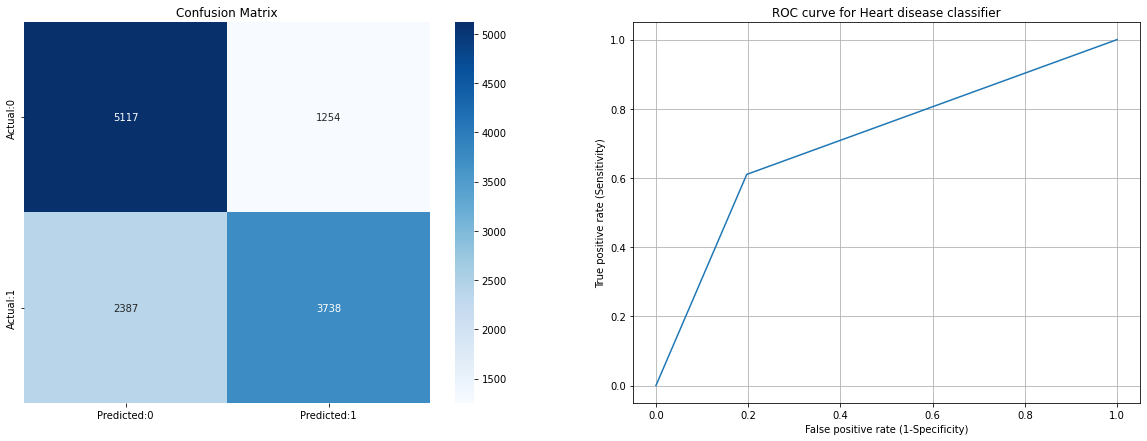 Confusion Matrix
Actual:0
Actual:1
5117 1254
2387 3738
Predicted:0 Predicted:1
5000
4500
4000
3500
3000
2500
2000
1500
ROC curve for Heart disease classifier
True positive rate (Sensitivity)
1.0
0.8
0.6
0.4
0.2
0.0
0.0 0.2 0.4 0.6 0.8 1.0
False positive rate (1-Specificity)